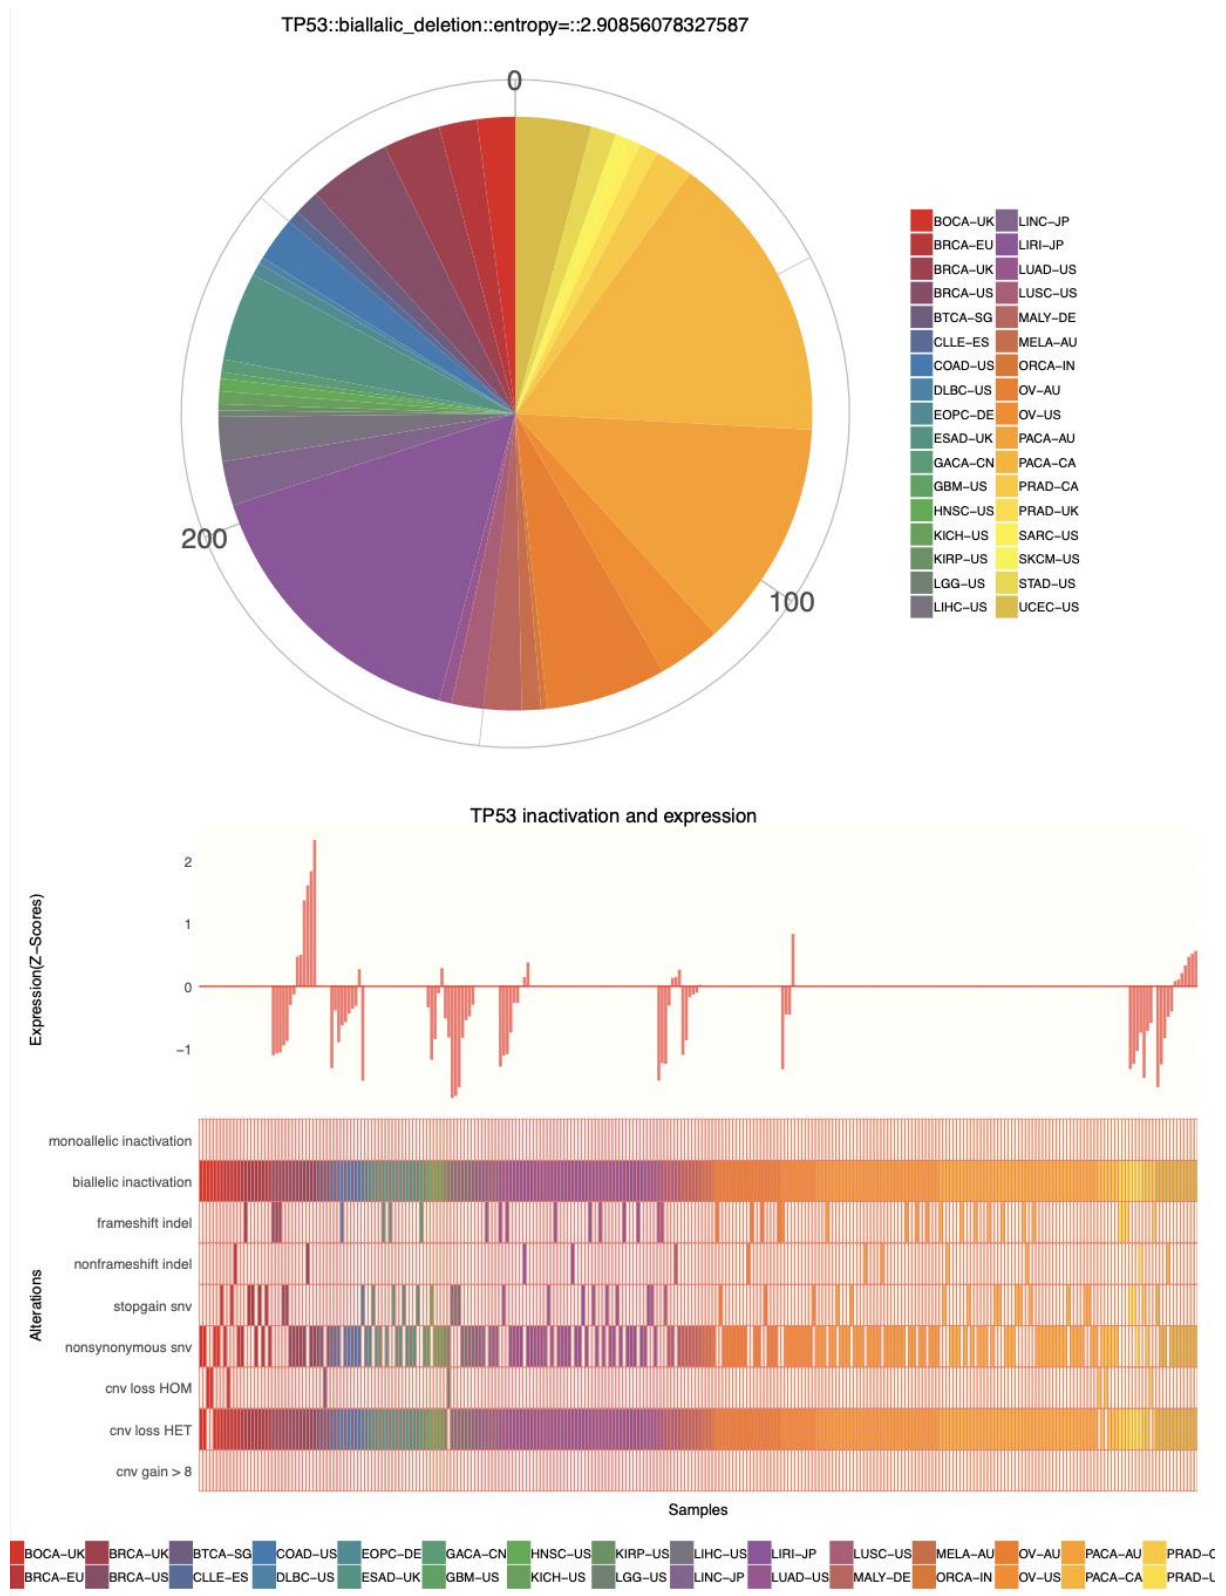 TP53::biallalic_deletion::entropy=::2.90856078327587
0
100
200
BOCA−UK LINC−JP
BRCA−EU LIRI−JP
BRCA−UK LUAD−US
BRCA−US LUSC−US
BTCA−SG MALY−DE
CLLE−ES MELA−AU
COAD−US ORCA−IN
DLBC−US OV−AU
EOPC−DE OV−US
ESAD−UK PACA−AU
GACA−CN PACA−CA
GBM−US PRAD−CA
HNSC−US PRAD−UK
KICH−US SARC−US
KIRP−US SKCM−US
LGG−US STAD−US
LIHC−US UCEC−US
TP53 inactivation and expression
Expression(Z−Scores)
2
1
0
−1
Alterations
monoallelic inactivation
biallelic inactivation
frameshift indel
nonframeshift indel
stopgain snv
nonsynonymous snv
cnv loss HOM
cnv loss HET
cnv gain > 8
Samples
BOCA−UK BRCA−UK BTCA−SG COAD−US EOPC−DE GACA−CN HNSC−US KIRP−US LIHC−US LIRI−JP LUSC−US MELA−AU OV−AU PACA−AU PRAD−C
BRCA−EU BRCA−US CLLE−ES DLBC−US ESAD−UK GBM−US KICH−US LGG−US LINC−JP LUAD−US MALY−DE ORCA−IN OV−US PACA−CA PRAD−U